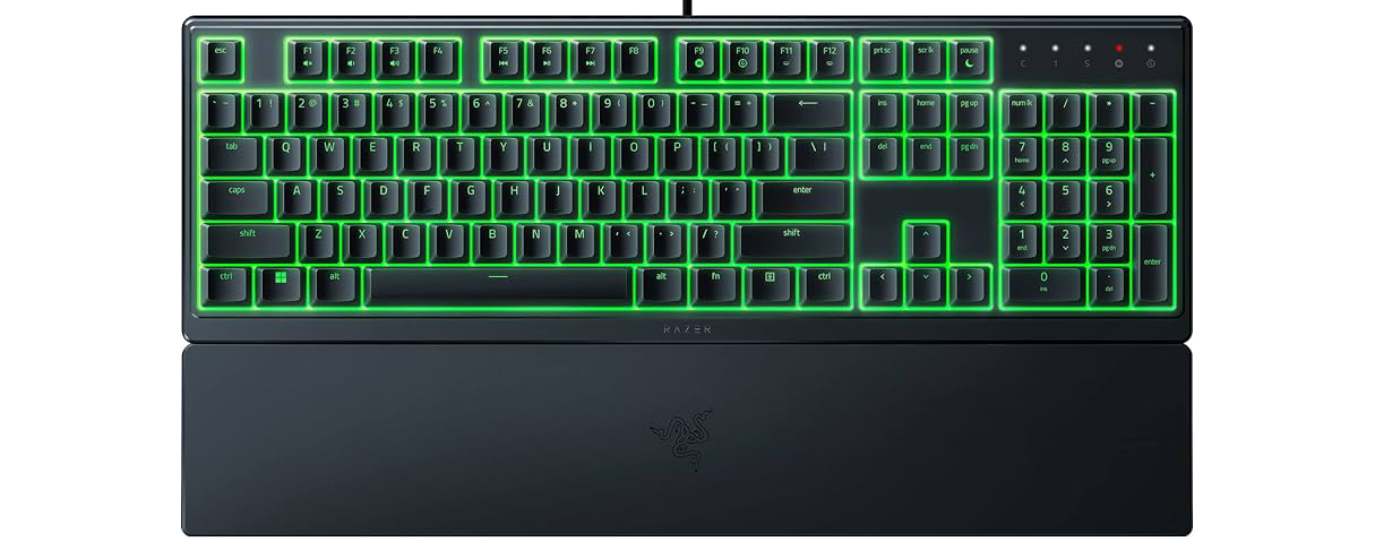 esc F1 F2 F3 F4 F5 F6 F7 F8 F9 F10 F11 F12 prt sc scr lk pause
C 1 S
` ~ 1 ! 2 @ 3 # 4 $ 5 % 6 ^ 7 & 8 * 9 ( 0 ) - _ = + ← ins home pg up num lk / * -
tab Q W E R T Y U I O P [ { ] } \ | del end pg dn 7 home 8 ^ 9 pg up +
caps A S D F G H J K L ; : ' " enter 4 < 5 6 >
shift Z X C V B N M , < . > / ? shift ^ 1 end 2 ⌄ 3 pg dn enter
ctrl alt alt fn ctrl < ⌄ > 0 ins . del
RAZER